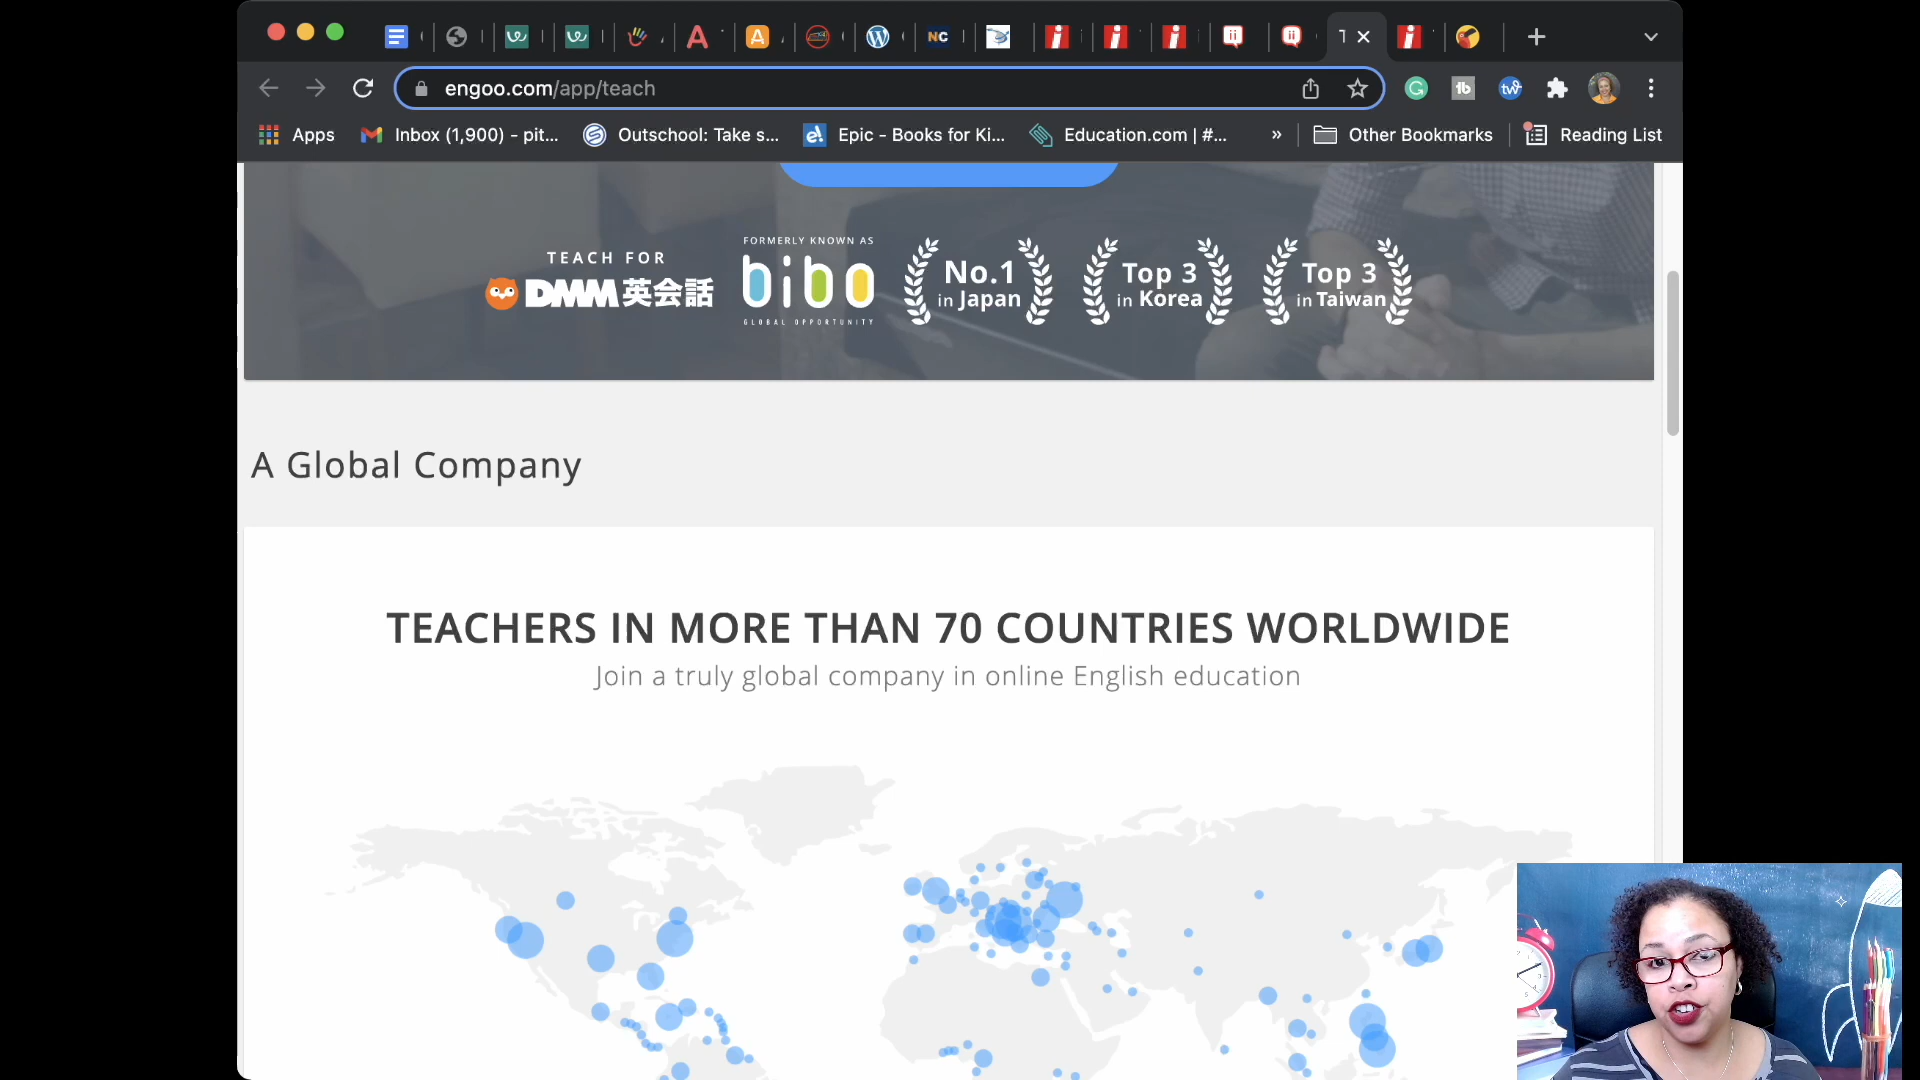 engoo.com/app/teach
Apps
Inbox (1,900) - pit...
Outschool: Take s...
Epic - Books for Ki...
Education.com | #...
»
Other Bookmarks
Reading List
TEACH FOR
DMM英会話
FORMERLY KNOWN AS
bibo
GLOBAL OPPORTUNITY
No.1
in Japan
Top 3
in Korea
Top 3
in Taiwan
A Global Company
TEACHERS IN MORE THAN 70 COUNTRIES WORLDWIDE
Join a truly global company in online English education